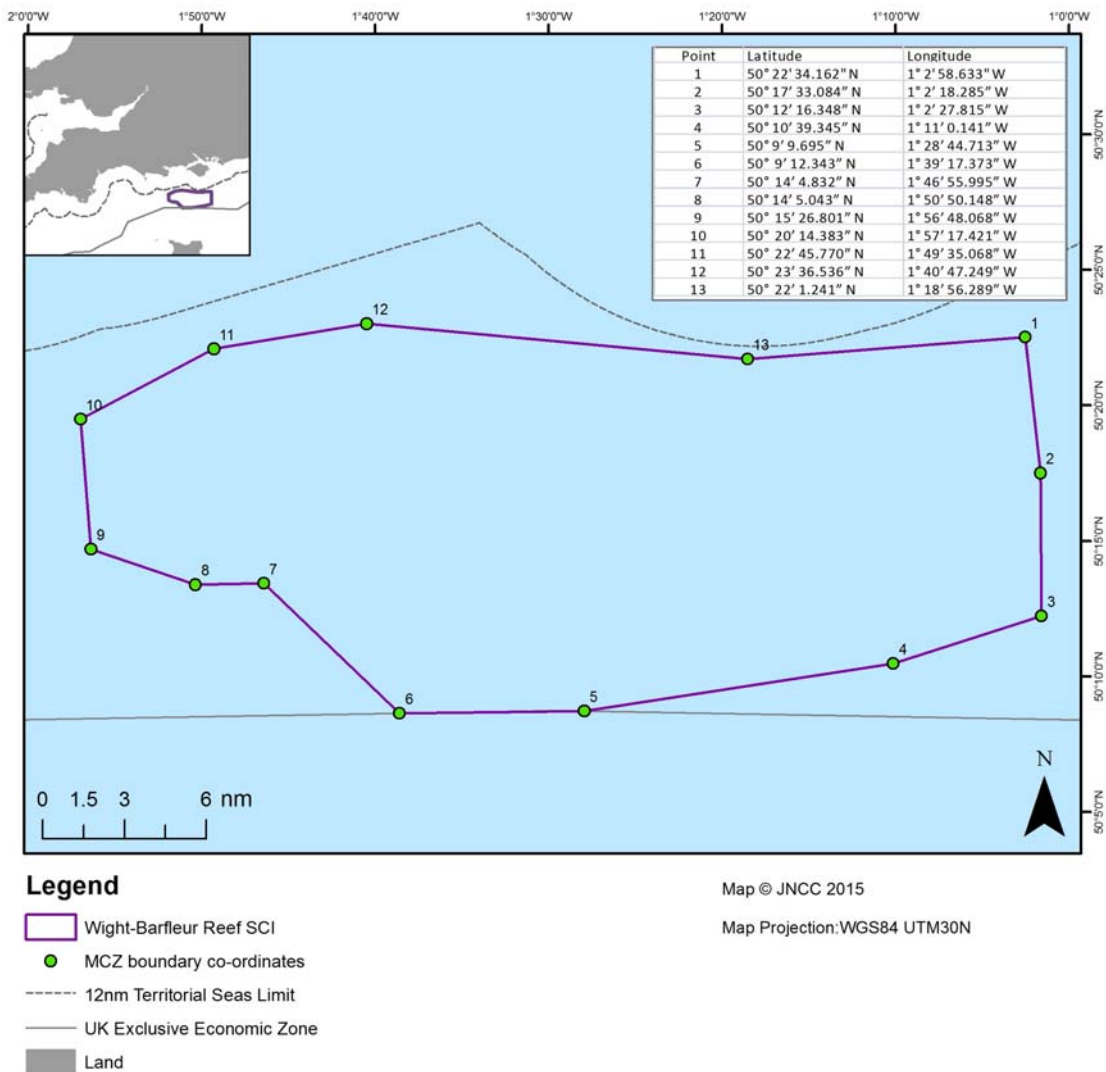 2°0'0"W 1°50'0"W 1°40'0"W 1°30'0"W 1°20'0"W 1°10'0"W 1°0'0"W
Point Latitude Longitude
1 50° 22' 34.162" N 1° 2' 58.633" W
2 50° 17' 33.084" N 1° 2' 18.285" W
3 50° 12' 16.348" N 1° 2' 27.815" W
4 50° 10' 39.345" N 1° 11' 0.141" W
5 50° 9' 9.695" N 1° 28' 44.713" W
6 50° 9' 12.343" N 1° 39' 17.373" W
7 50° 14' 4.832" N 1° 46' 55.995" W
8 50° 14' 5.043" N 1° 50' 50.148" W
9 50° 15' 26.801" N 1° 56' 48.068" W
10 50° 20' 14.383" N 1° 57' 17.421" W
11 50° 22' 45.770" N 1° 49' 35.068" W
12 50° 23' 36.536" N 1° 40' 47.249" W
13 50° 22' 1.241" N 1° 18' 56.289" W
50°30'0"N
50°25'0"N
50°20'0"N
50°15'0"N
50°10'0"N
50°5'0"N
12
1
11
13
10
2
9
8
7
3
4
6
5
N
0 1.5 3 6 nm
Legend
Wight-Barfleur Reef SCI
MCZ boundary co-ordinates
12nm Territorial Seas Limit
UK Exclusive Economic Zone
Land
Map © JNCC 2015
Map Projection:WGS84 UTM30N